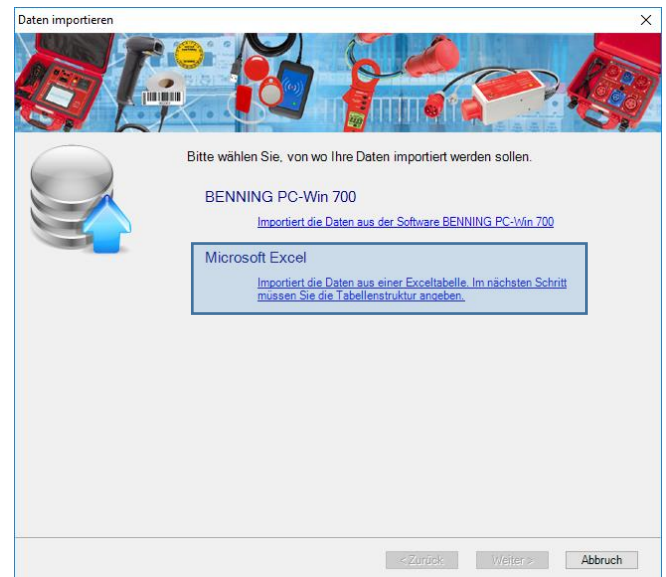 Daten importieren
Bitte wählen Sie, von wo Ihre Daten importiert werden sollen.
BENNING PC-Win 700
Importiert die Daten aus der Software BENNING PC-Win 700
Microsoft Excel
Importiert die Daten aus einer Exceltabelle. Im nächsten Schritt
müssen Sie die Tabellenstruktur angeben.
< Zurück
Weiter >
Abbruch